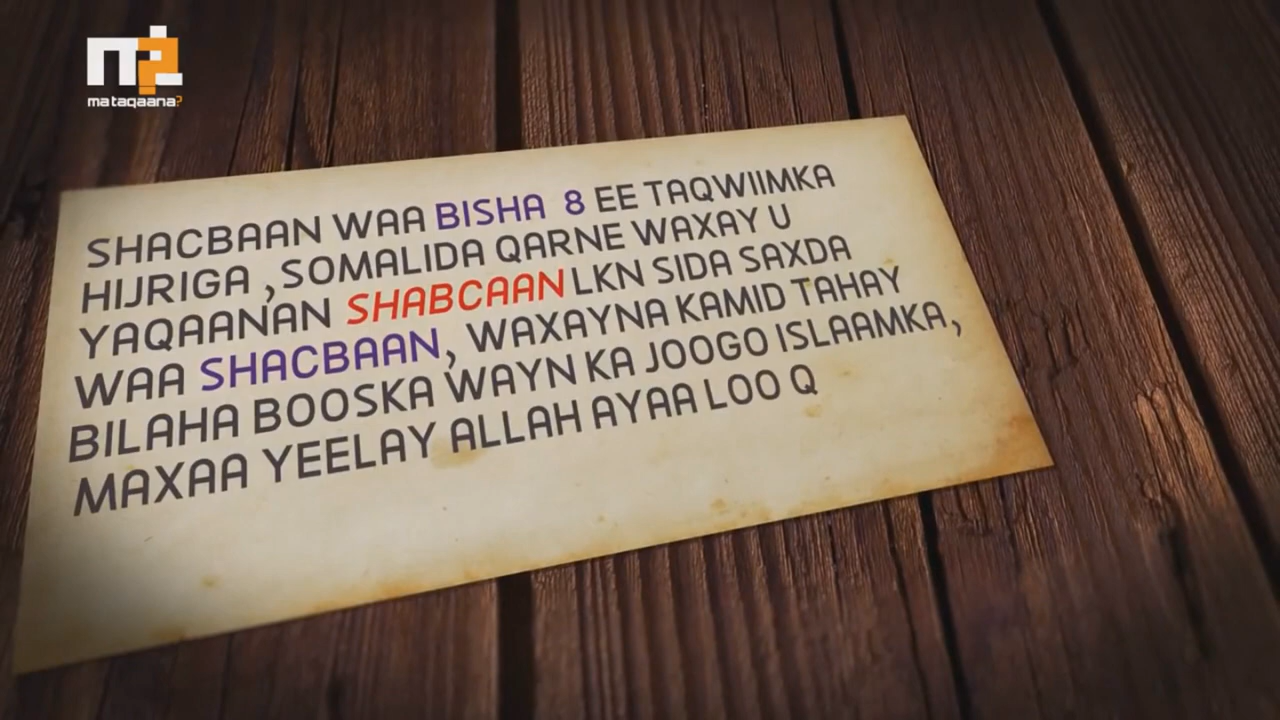 mataqaana?
SHACBAAN WAA BISHA 8 EE TAQWIIMKA
HIJRIGA , SOMALIDA QARNE WAXAY U
YAQAANAN SHABCAAN LKN SIDA SAXDA
WAA SHACBAAN, WAXAYNA KAMID TAHAY
BILAHA BOOSKA WAYN KA JOOGO ISLAAMKA,
MAXAA YEELAY ALLAH AYAA LOO Q